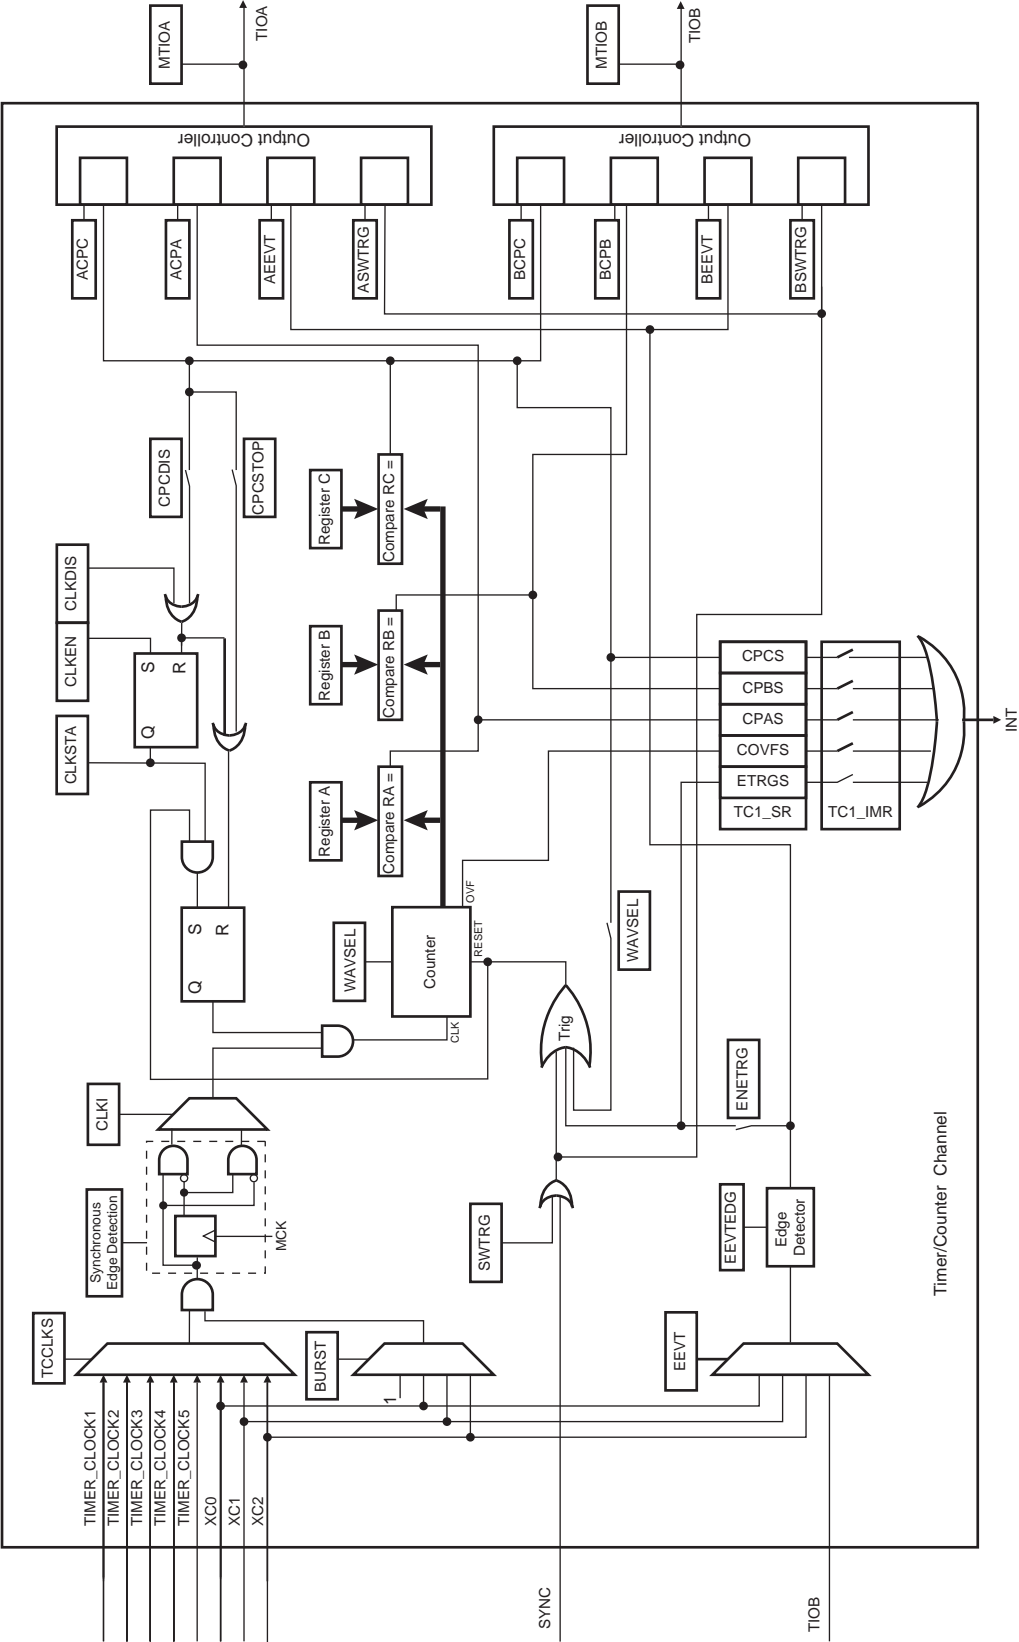 TCCLKS
TIMER_CLOCK1
TIMER_CLOCK2
TIMER_CLOCK3
TIMER_CLOCK4
TIMER_CLOCK5
XC0
XC1
XC2
Synchronous
Edge Detection
CLKI
MCK
BURST
1
CLKSTA
CLKEN
CLKDIS
Q
S
R
Q
S
R
CPCDIS
CPCSTOP
WAVSEL
Counter
CLK
RESET
OVF
Register A
Register B
Register C
Compare RA =
Compare RB =
Compare RC =
SWTRG
SYNC
Trig
WAVSEL
EEVT
TIOB
EEVTEDG
Edge
Detector
ENETRG
CPCS
CPBS
CPAS
COVFS
ETRGS
TC1_SR
TC1_IMR
INT
ACPC
ACPA
AEEVT
ASWTRG
Output Controller
MTIOA
TIOA
BCPC
BCPB
BEEVT
BSWTRG
Output Controller
MTIOB
TIOB
Timer/Counter Channel